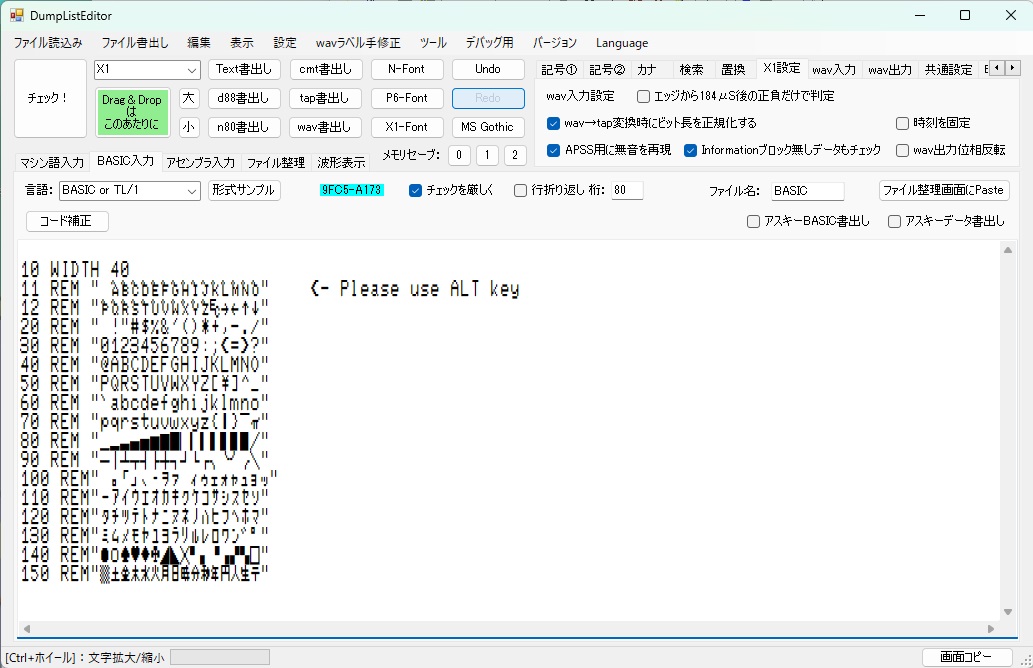 DumpListEditor
ファイル読込み ファイル書出し 編集 表示 設定 wavラベル手修正 ツール デバッグ用 バージョン Language
チェック！
X1
Text書出し cmt書出し N-Font Undo
記号① 記号② カナ 検索 置換 X1設定 wav入力 wav出力 共通設定
Drag & Drop
は
このあたりに
大 d88書出し tap書出し P6-Font Redo
wav入力設定 エッジから184μS後の正負だけで判定
小 n80書出し wav書出し X1-Font MS Gothic
wav→tap変換時にビット長を正規化する 時刻を固定
APSS用に無音を再現 Informationブロック無しデータもチェック wav出力位相反転
マシン語入力 BASIC入力 アセンブラ入力 ファイル整理 波形表示 メモリセーブ： 0 1 2
言語： BASIC or TL/1 形式サンプル 9FC5-A173 チェックを厳しく 行折り返し 桁： 80 ファイル名： BASIC ファイル整理画面にPaste
コード補正 アスキーBASIC書出し アスキーデータ書出し
10 WIDTH 40
11 REM "          " <- Please use ALT key
12 REM "
20 REM " !"#$%&'()*+,-./"
30 REM "0123456789:;<=>?"
40 REM "@ABCDEFGHIJKLMNO"
50 REM "PQRSTUVWXYZ[¥]^_"
60 REM "`abcdefghijklmno"
70 REM "pqrstuvwxyz{|}‾π"
80 REM "
90 REM "
100 REM" ｡｢｣､･ｦｧｨｩｪｫｬｭｮｯ"
110 REM"ｰｱｲｳｴｵｶｷｸｹｺｻｼｽｾｿ"
120 REM"ﾀﾁﾂﾃﾄﾅﾆﾇﾈﾉﾊﾋﾌﾍﾎﾏ"
130 REM"ﾐﾑﾒﾓﾔﾕﾖﾗﾘﾙﾚﾛﾜﾝﾞﾟ"
140 REM"
150 REM"▒土金木水火月日時分秒年円人生〒"
[Ctrl+ホイール]：文字拡大/縮小 画面コピー